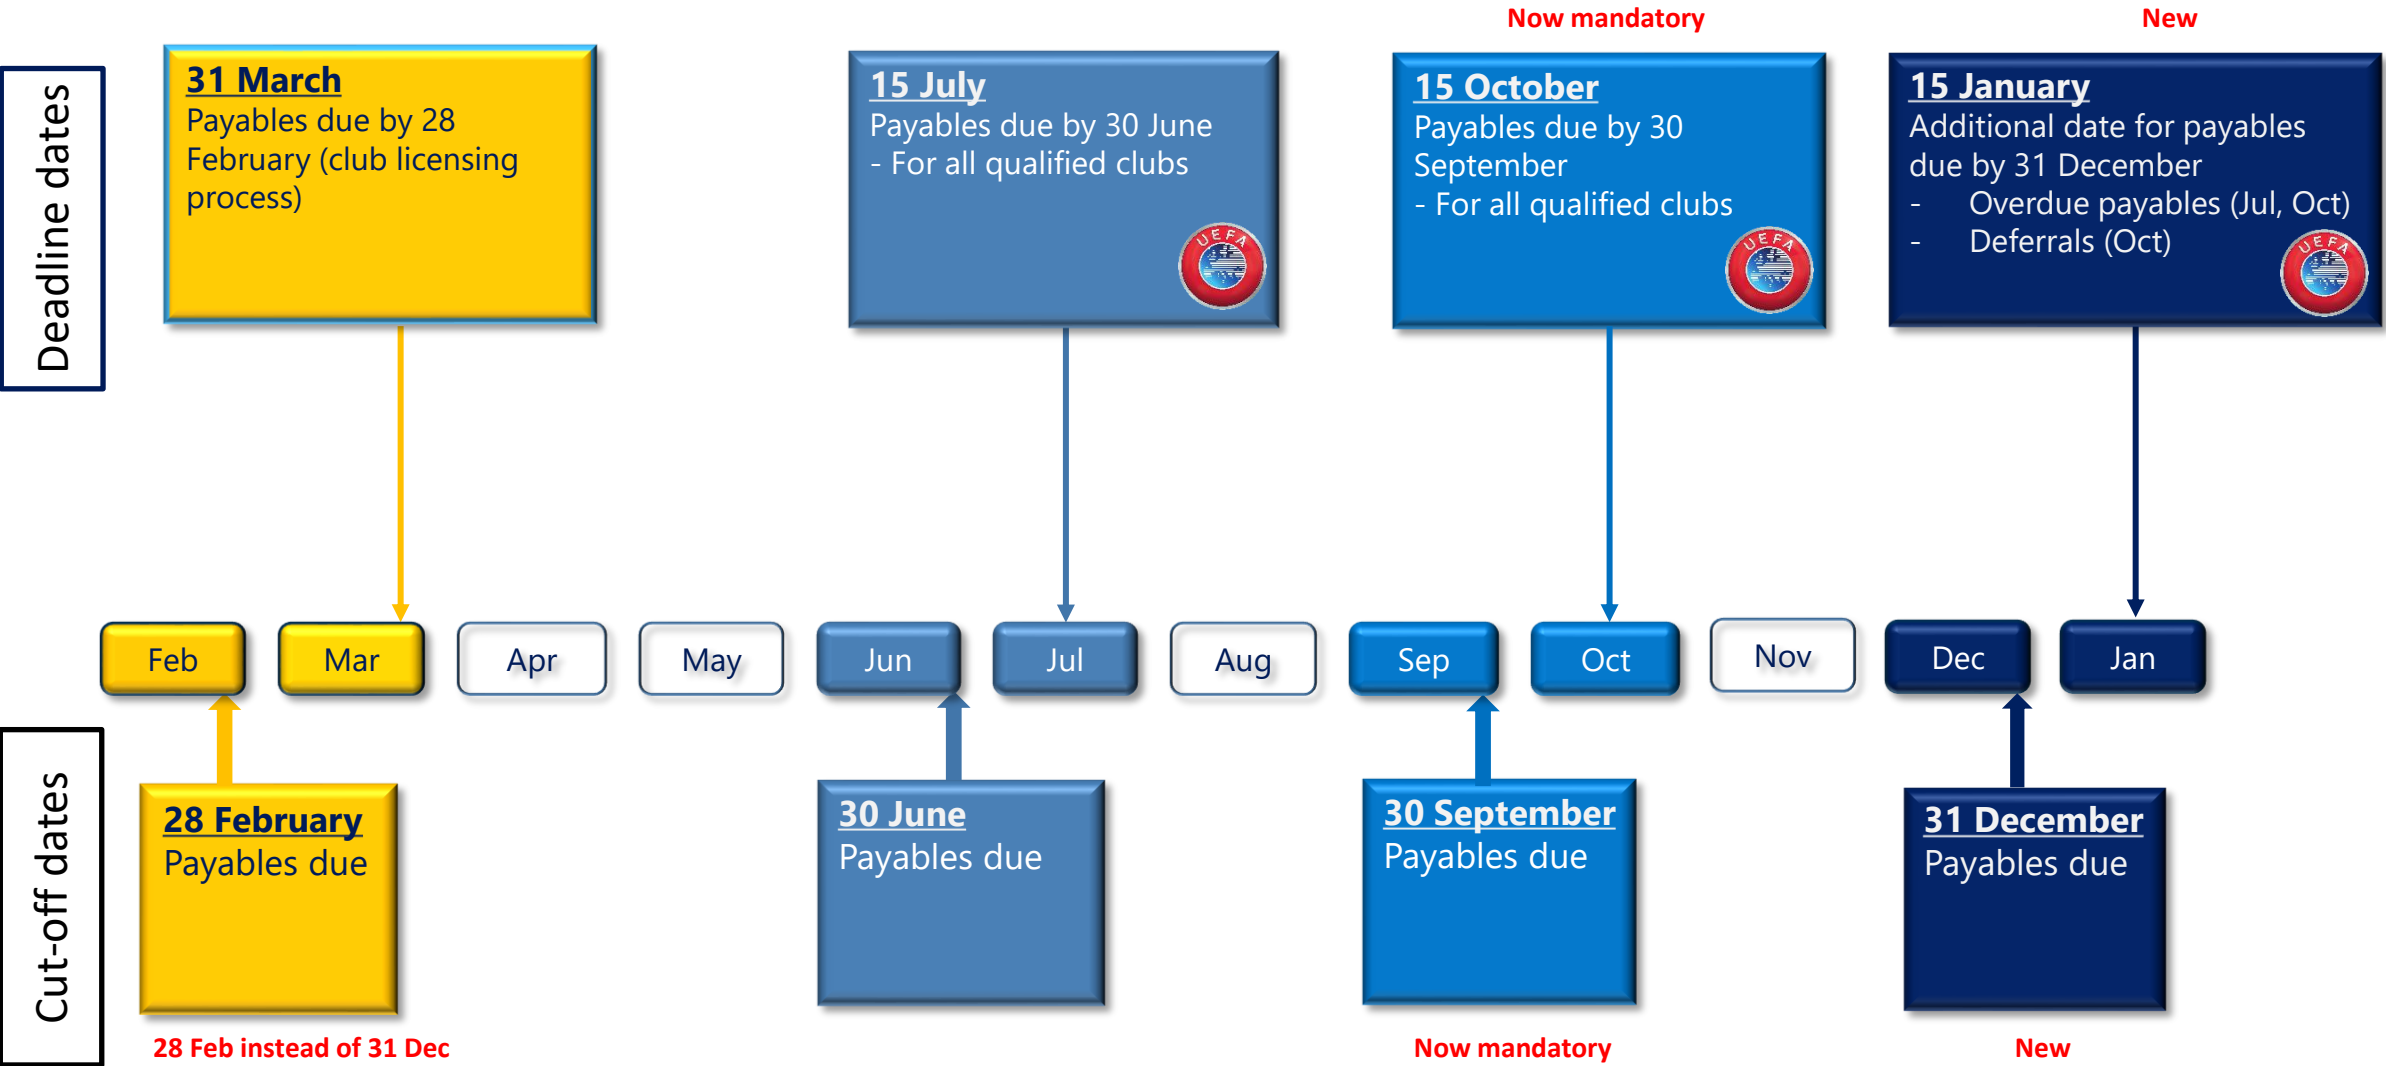 Now mandatory
New
Deadline dates
31 March
Payables due by 28
February (club licensing
process)
15 July
Payables due by 30 June
- For all qualified clubs
UEFA
15 October
Payables due by 30
September
- For all qualified clubs
UEFA
15 January
Additional date for payables
due by 31 December
- Overdue payables (Jul, Oct)
- Deferrals (Oct)
UEFA
Feb
Mar
Apr
May
Jun
Jul
Aug
Sep
Oct
Nov
Dec
Jan
Cut-off dates
28 February
Payables due
30 June
Payables due
30 September
Payables due
31 December
Payables due
28 Feb instead of 31 Dec
Now mandatory
New